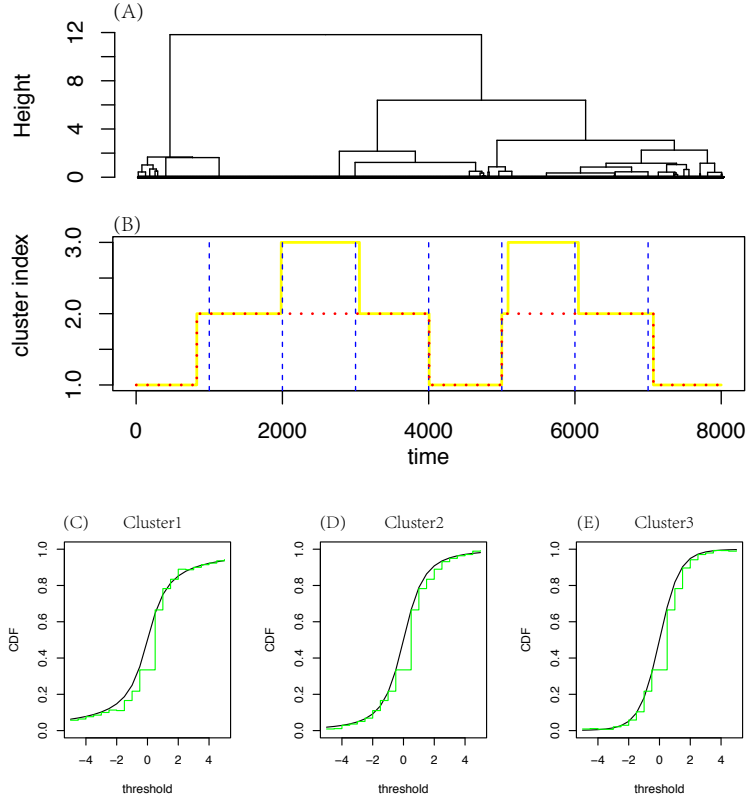 (A)
Height
12
8
4
0
(B)
cluster index
3.0
2.0
1.0
0 2000 4000 6000 8000
time
(C) Cluster1
CDF
1.0
0.8
0.6
0.4
0.2
0.0
−4 −2 0 2 4
threshold
(D) Cluster2
CDF
1.0
0.8
0.6
0.4
0.2
0.0
−4 −2 0 2 4
threshold
(E) Cluster3
CDF
1.0
0.8
0.6
0.4
0.2
0.0
−4 −2 0 2 4
threshold